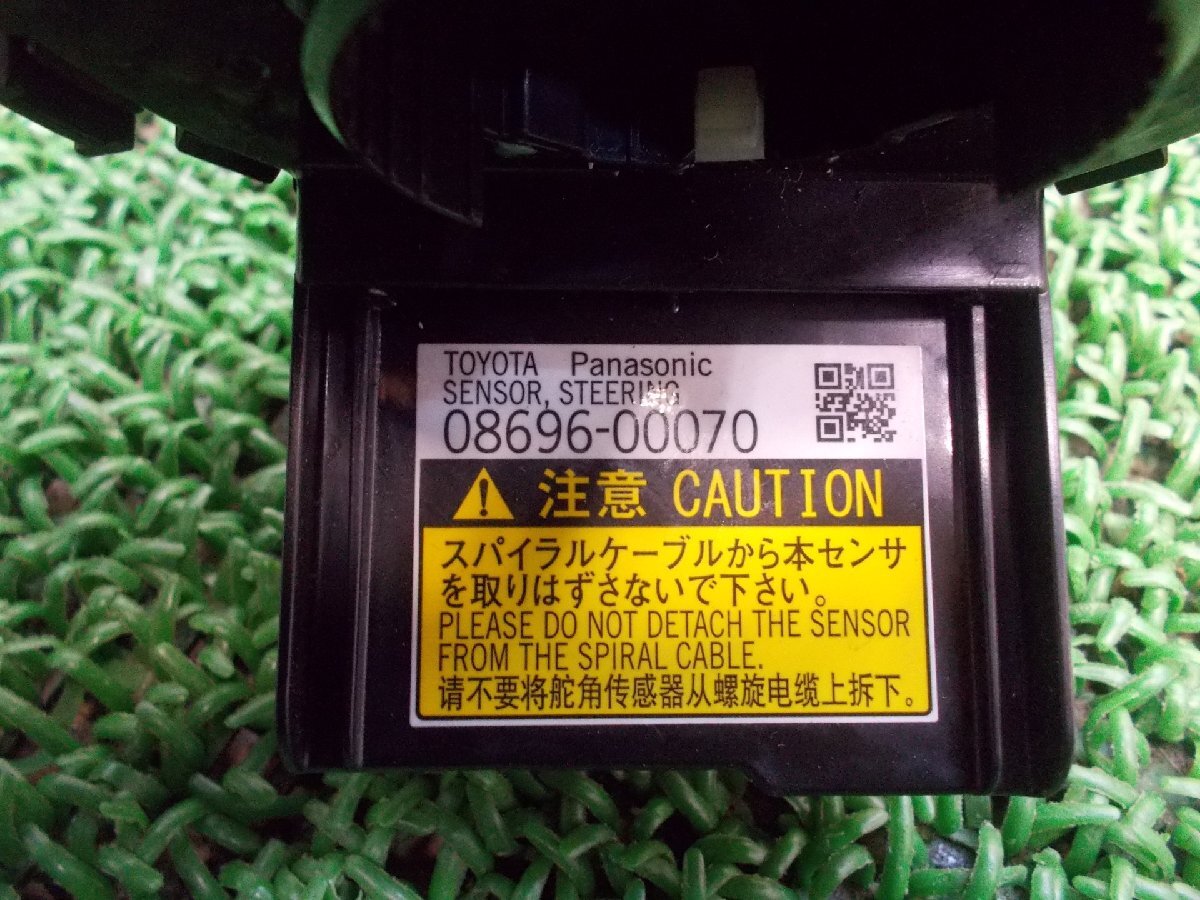 TOYOTA Panasonic
SENSOR, STEERING
08696-00070
注意 CAUTION
スパイラルケーブルから本センサ
を取りはずさないで下さい。
PLEASE DO NOT DETACH THE SENSOR
FROM THE SPIRAL CABLE.
请不要将舵角传感器从螺旋电缆上拆下。